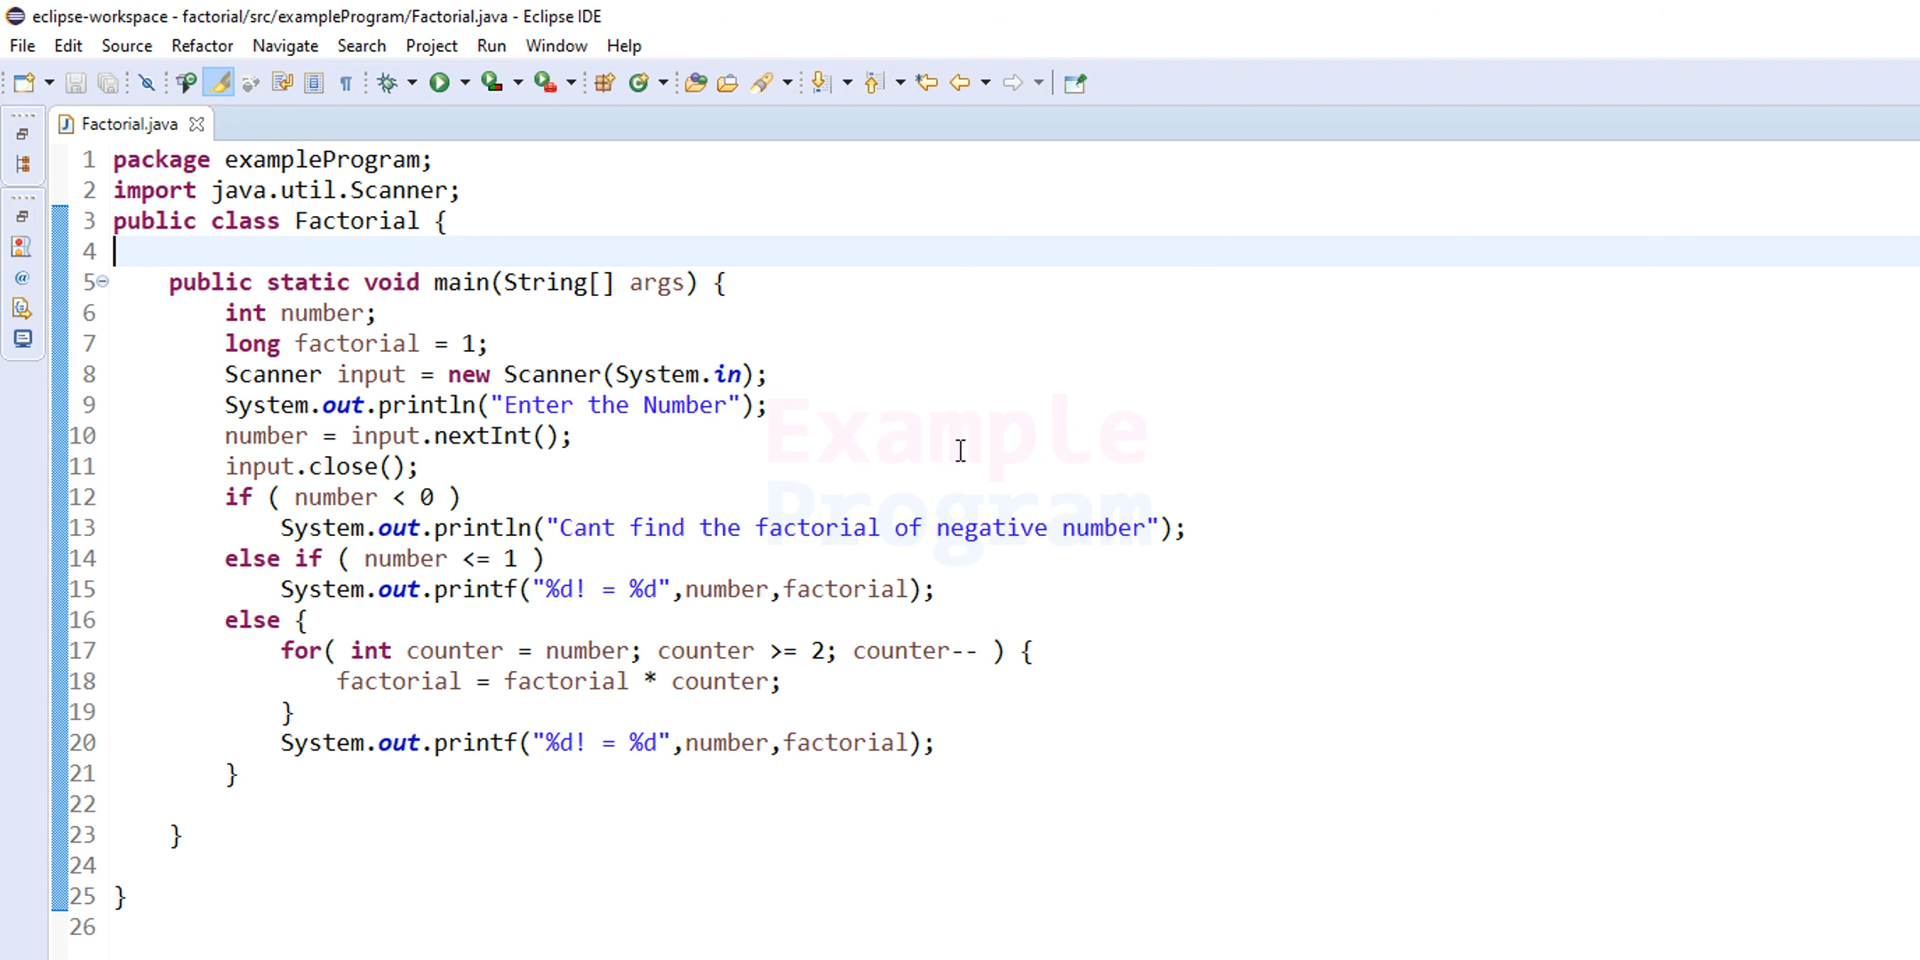 eclipse-workspace - factorial/src/exampleProgram/Factorial.java - Eclipse IDE
File Edit Source Refactor Navigate Search Project Run Window Help
Factorial.java
1 package exampleProgram;
2 import java.util.Scanner;
3 public class Factorial {
4
5     public static void main(String[] args) {
6         int number;
7         long factorial = 1;
8         Scanner input = new Scanner(System.in);
9         System.out.println("Enter the Number");
10         number = input.nextInt();
11         input.close();
12         if ( number < 0 )
13             System.out.println("Cant find the factorial of negative number");
14         else if ( number <= 1 )
15             System.out.printf("%d! = %d",number,factorial);
16         else {
17             for( int counter = number; counter >= 2; counter-- ) {
18                 factorial = factorial * counter;
19             }
20             System.out.printf("%d! = %d",number,factorial);
21         }
22
23     }
24
25 }
26
Example
Program